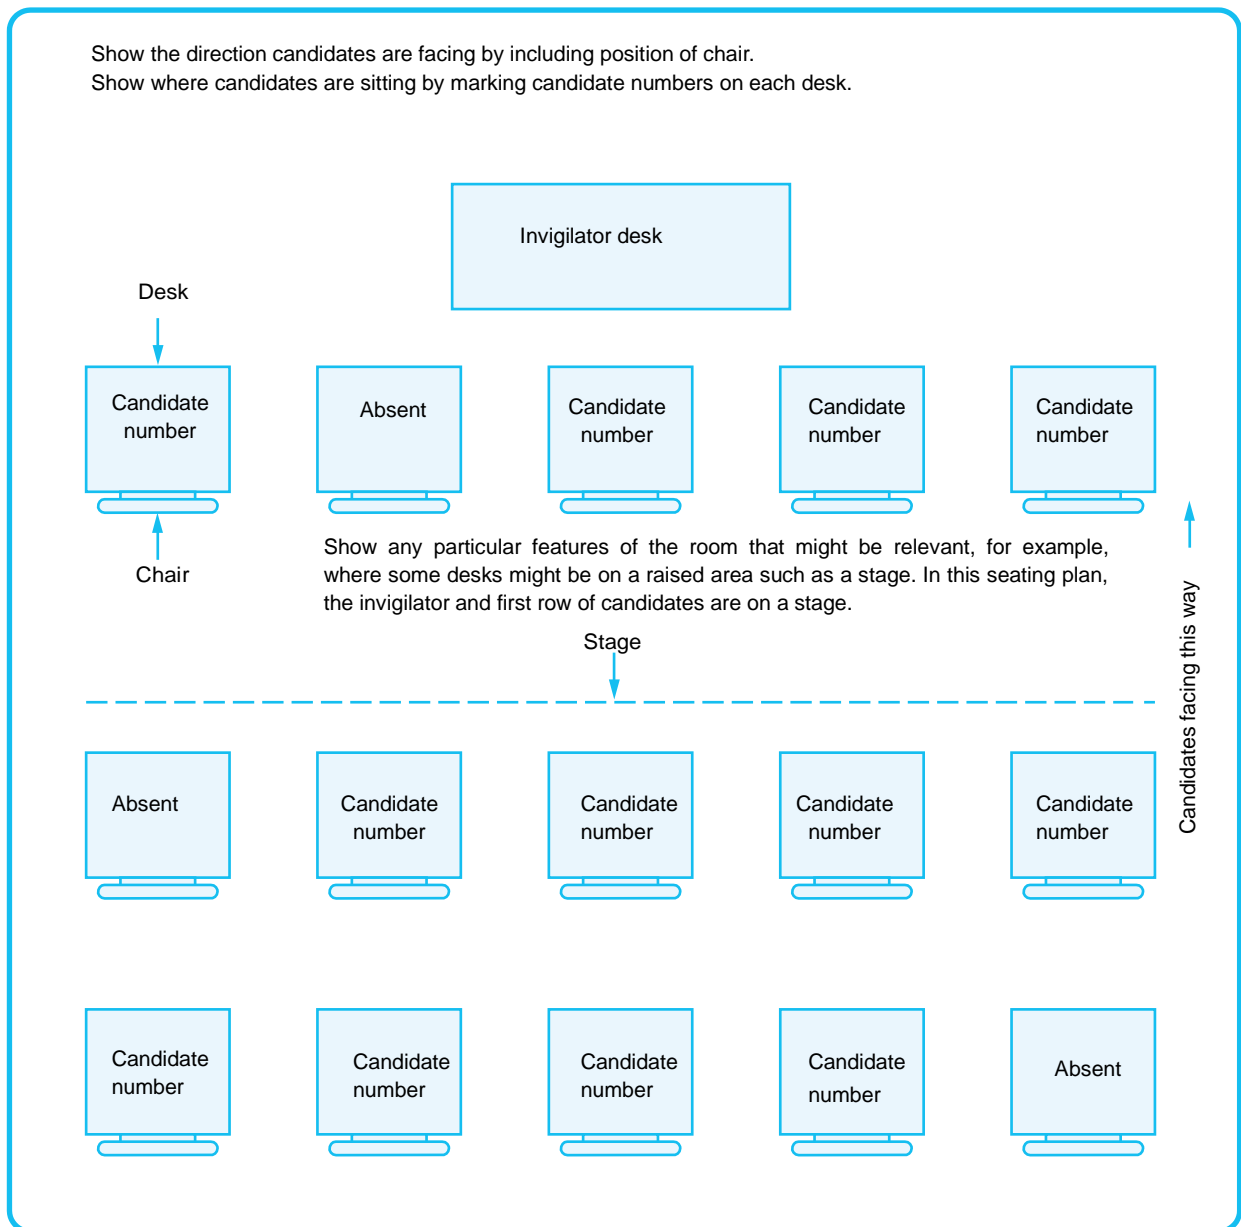 Show the direction candidates are facing by including position of chair.
Show where candidates are sitting by marking candidate numbers on each desk.
Invigilator desk
Desk
Candidate
number
Absent
Candidate
number
Candidate
number
Candidate
number
Chair
Show any particular features of the room that might be relevant, for example,
where some desks might be on a raised area such as a stage. In this seating plan,
the invigilator and first row of candidates are on a stage.
Stage
Candidates facing this way
Absent
Candidate
number
Candidate
number
Candidate
number
Candidate
number
Candidate
number
Candidate
number
Candidate
number
Candidate
number
Absent